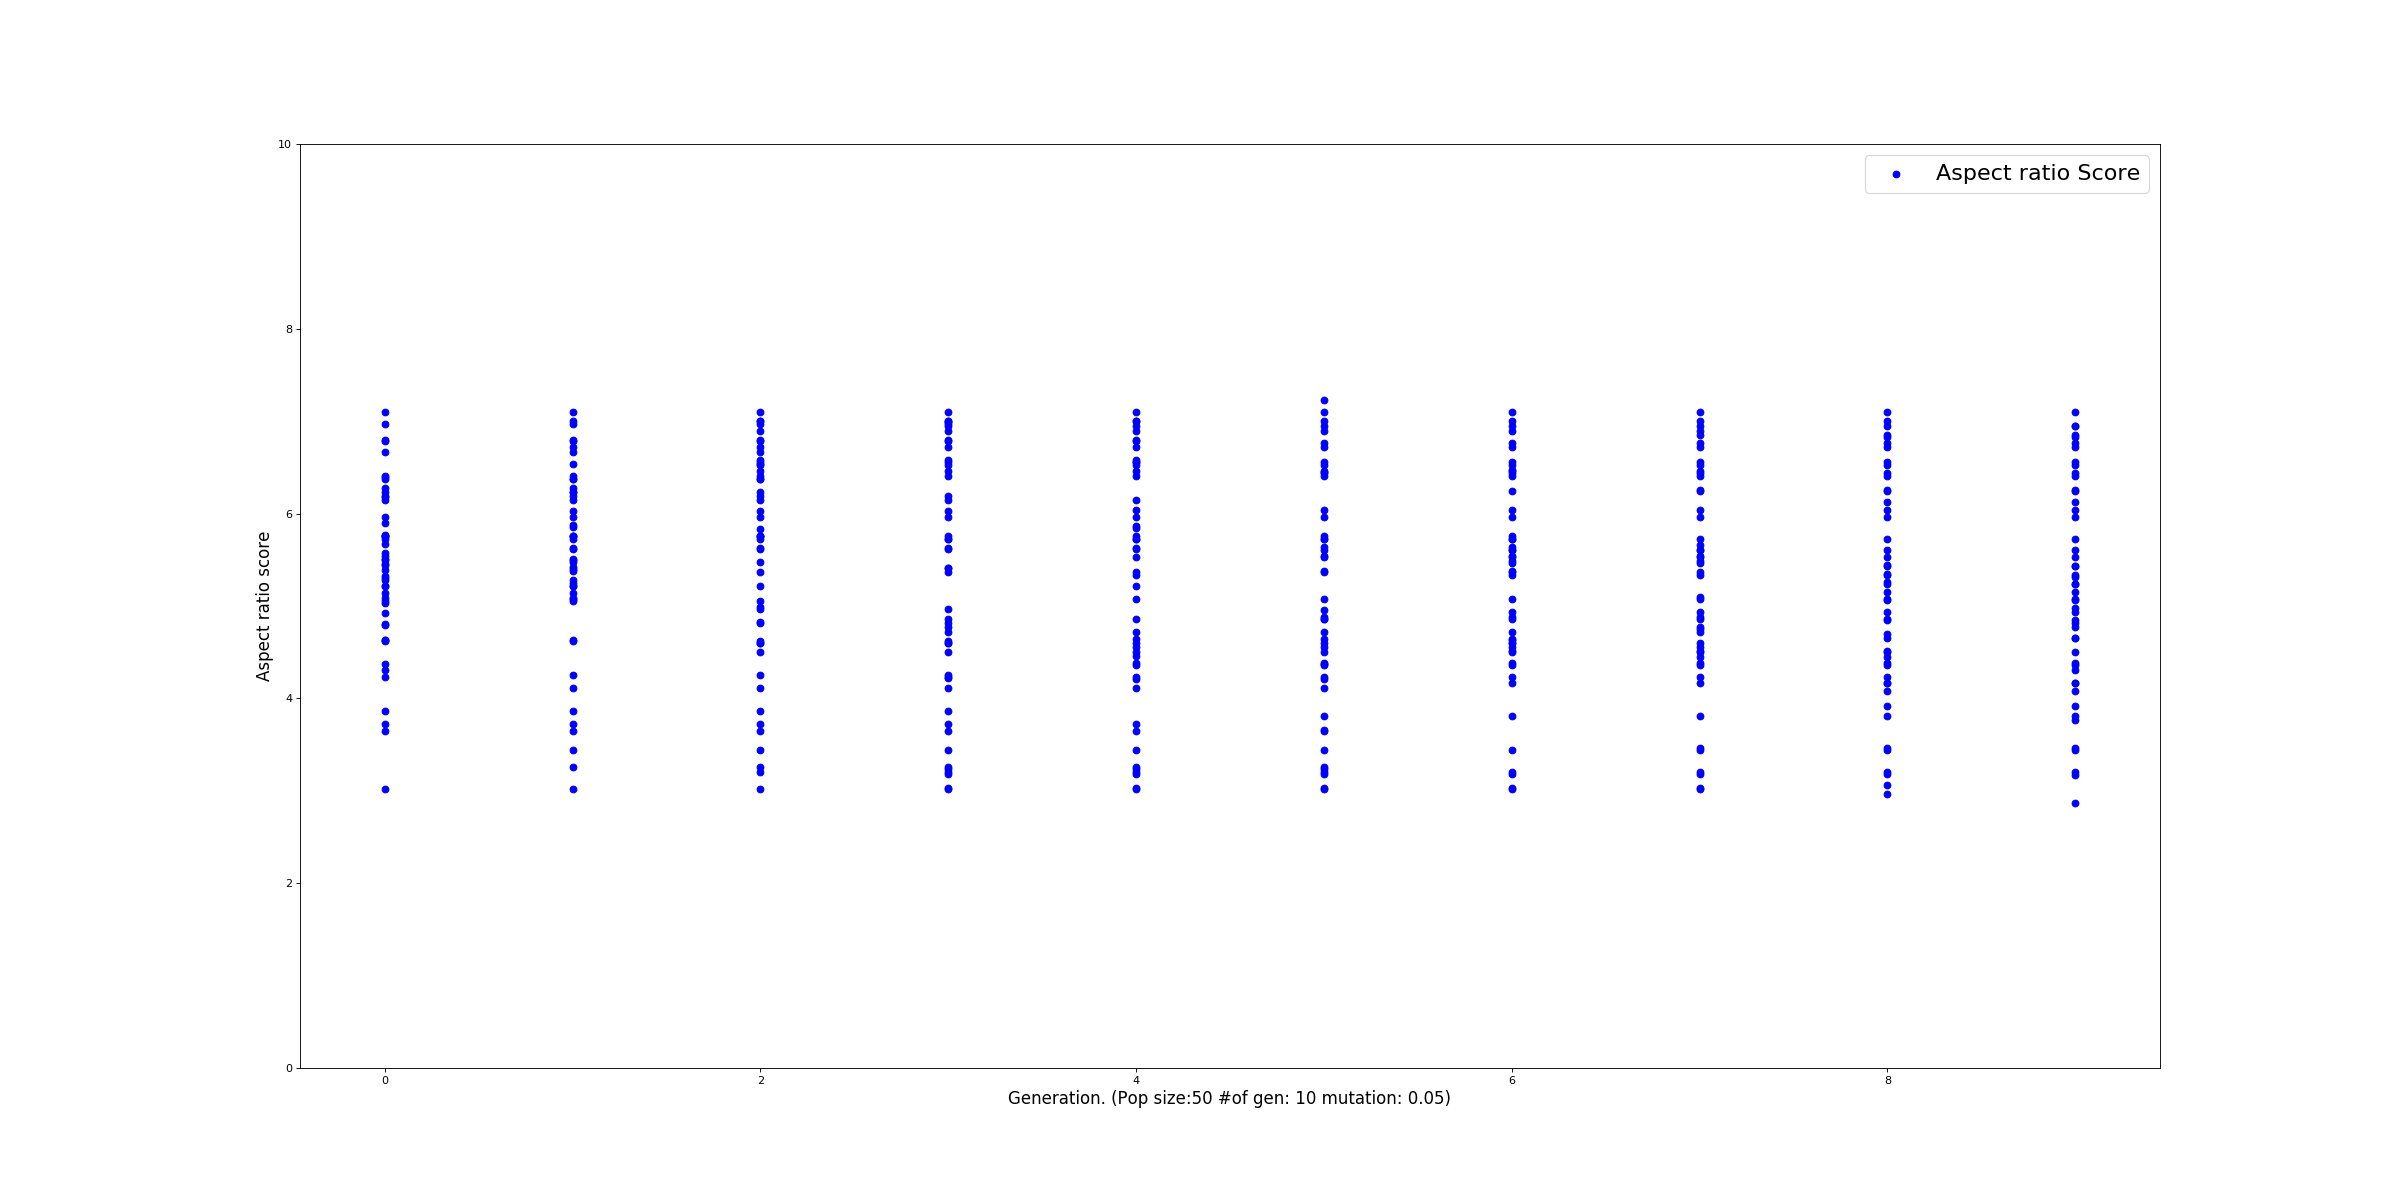 Aspect ratio Score
10
8
6
4
2
0
Aspect ratio score
0 2 4 6 8
Generation. (Pop size:50 #of gen: 10 mutation: 0.05)